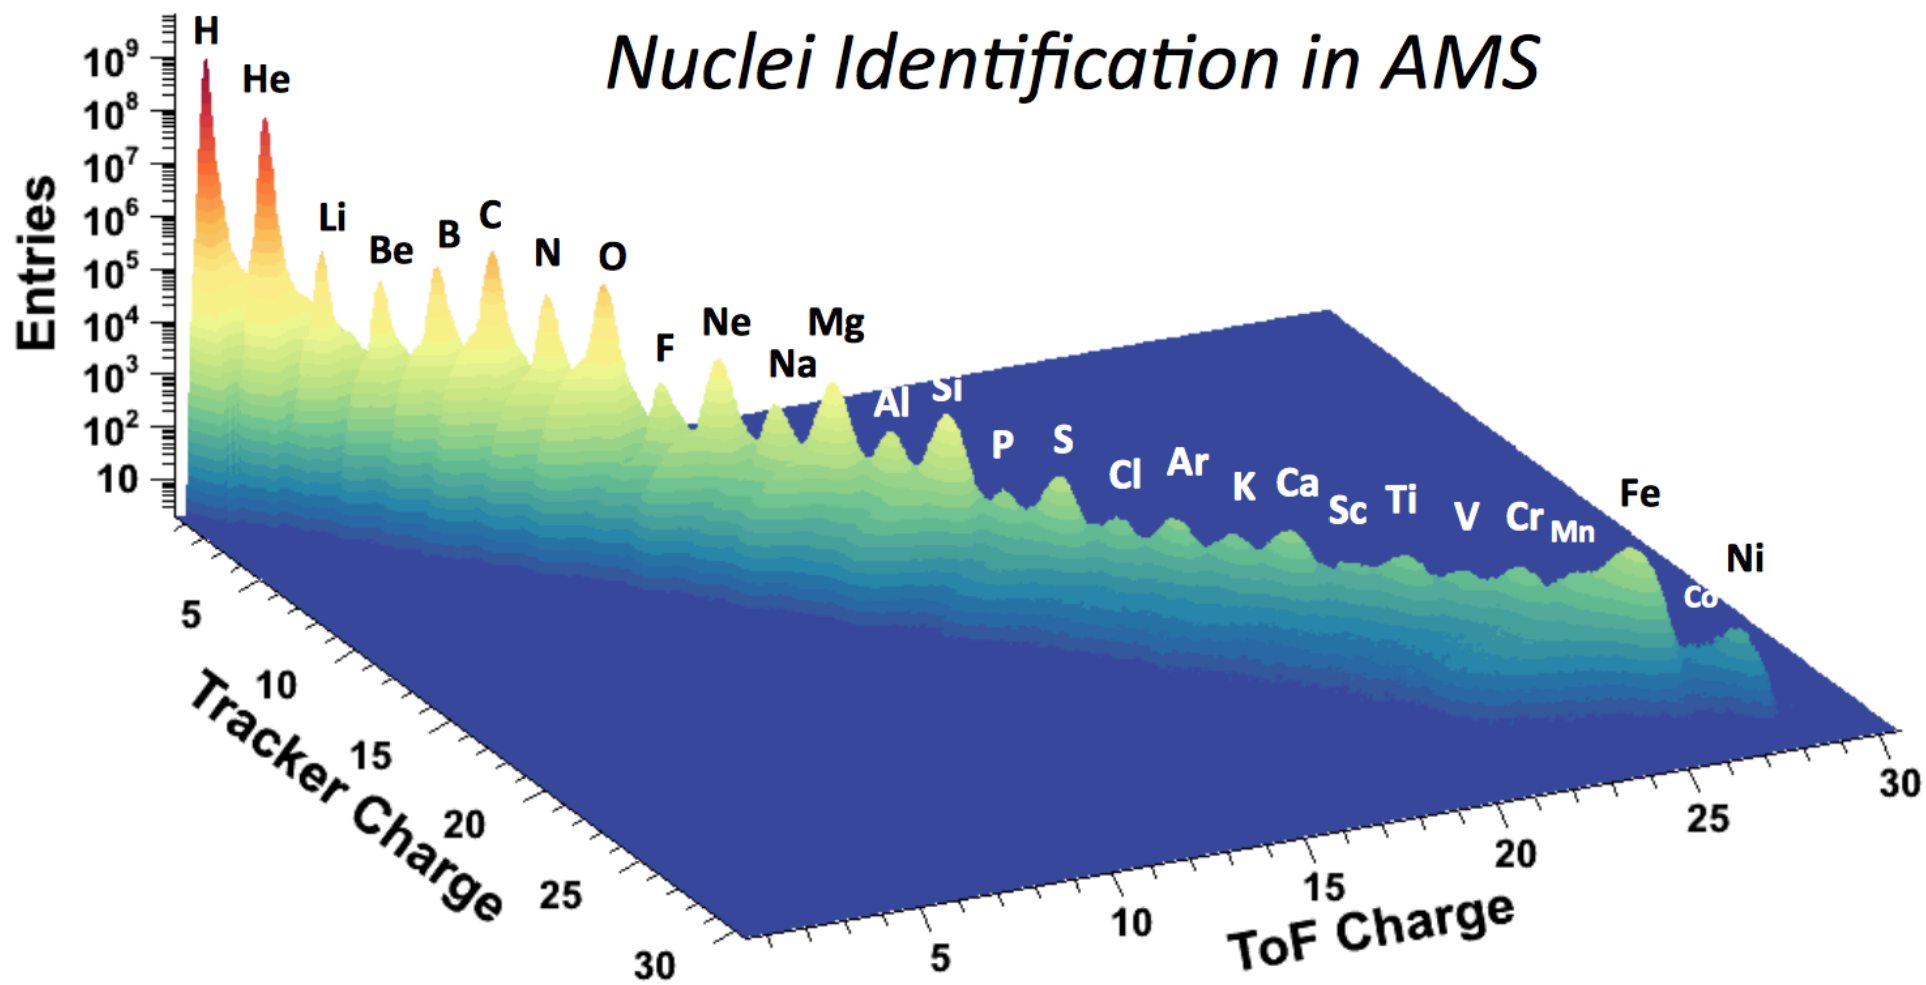 Nuclei Identification in AMS
Entries
10⁹
10⁸
10⁷
10⁶
10⁵
10⁴
10³
10²
10
H
He
Li
Be
B
C
N
O
F
Ne
Na
Mg
Al
Si
P
S
Cl
Ar
K
Ca
Sc
Ti
V
Cr
Mn
Fe
Co
Ni
5
10
15
20
25
30
Tracker Charge
5
10
15
20
25
30
ToF Charge